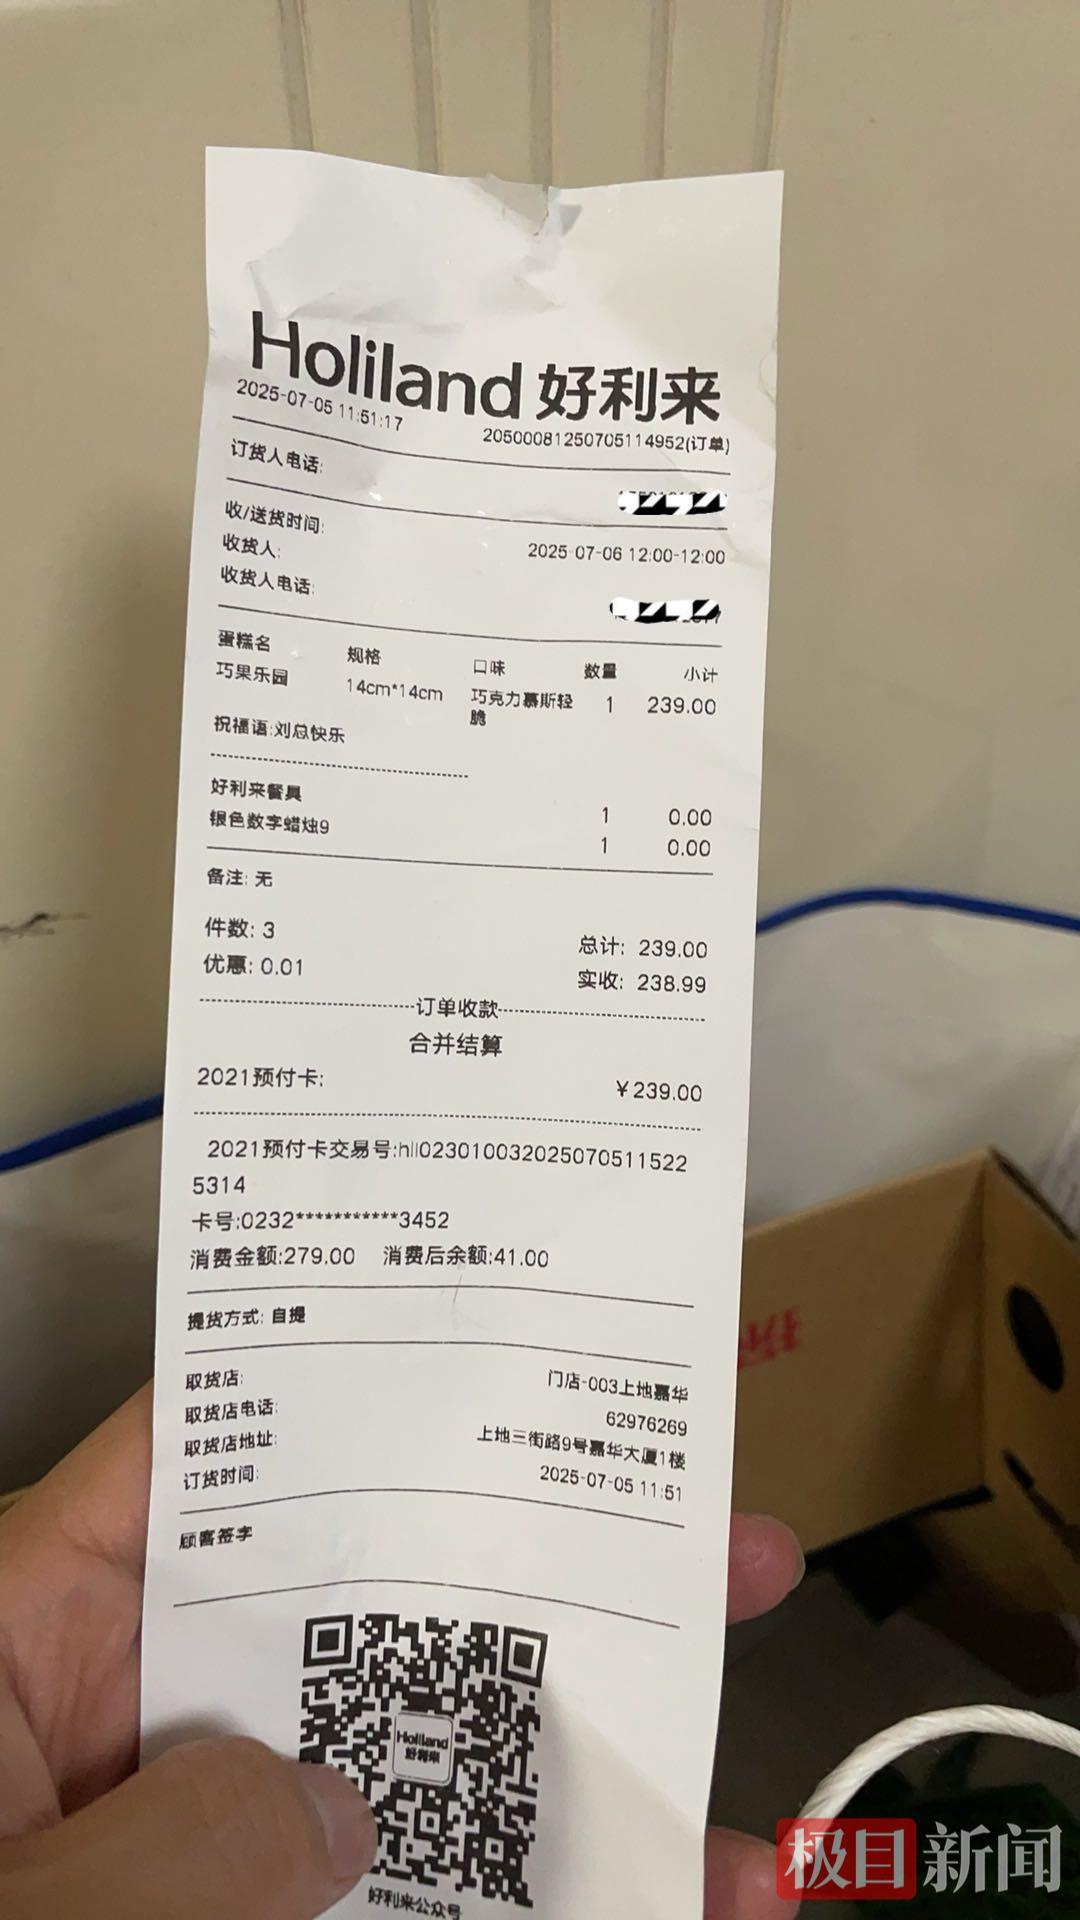 Holiland 好利来
2025-07-05 11:51:17
20500081250705114952(订单)
订货人电话:
收/送货时间:
2025-07-06 12:00-12:00
收货人:
收货人电话:
蛋糕名 规格 口味 数量 小计
巧果乐园 14cm*14cm 巧克力慕斯轻 1 239.00
脆
祝福语:刘总快乐
好利来餐具 1 0.00
银色数字蜡烛9 1 0.00
备注: 无
件数: 3 总计: 239.00
优惠: 0.01 实收: 238.99
订单收款
合并结算
2021预付卡: ¥239.00
2021预付卡交易号:hll023010032025070511522
5314
卡号:0232***********3452
消费金额:279.00 消费后余额:41.00
提货方式: 自提
取货店: 门店-003上地嘉华
取货店电话: 62976269
取货店地址: 上地三街路9号嘉华大厦1楼
订货时间: 2025-07-05 11:51
顾客签字
Holiland
好利来
好利来公众号
极目新闻